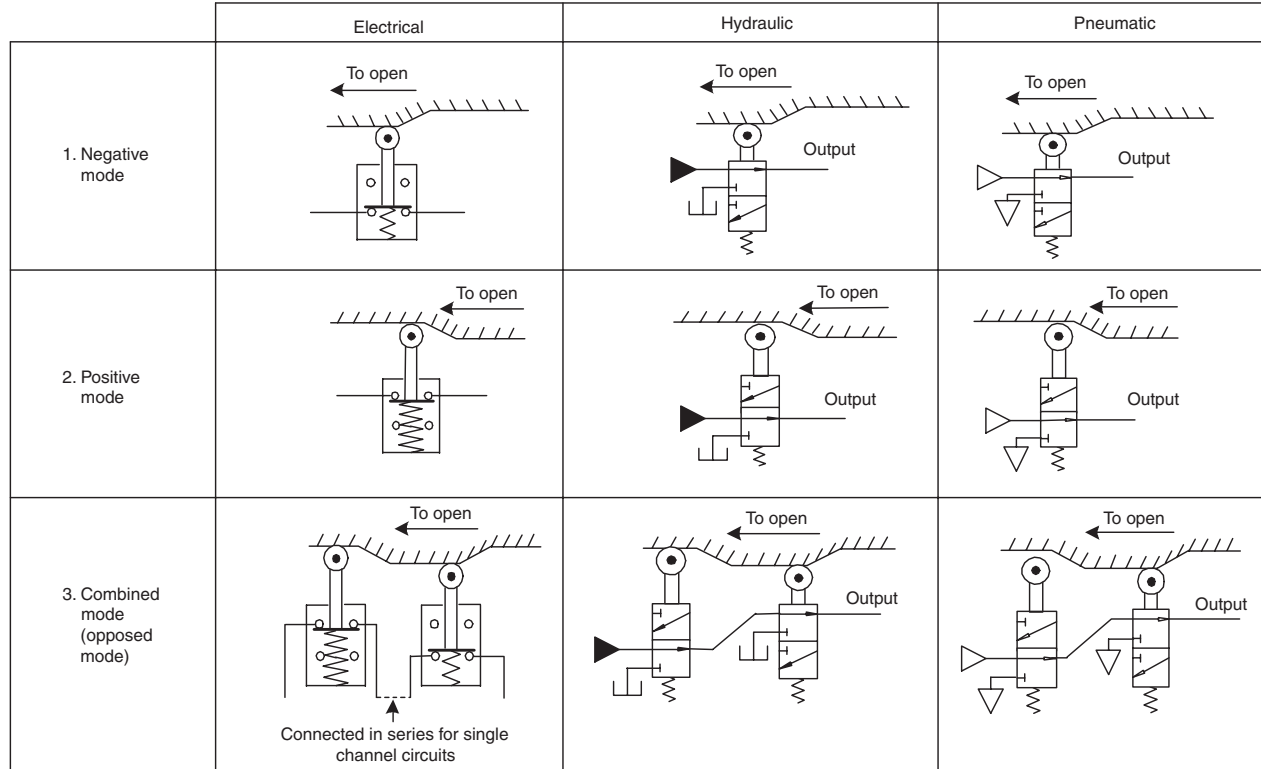 Electrical
Hydraulic
Pneumatic
1. Negative
mode
To open
To open
Output
To open
Output
2. Positive
mode
To open
To open
Output
To open
Output
3. Combined
mode
(opposed
mode)
To open
Connected in series for single
channel circuits
To open
Output
To open
Output